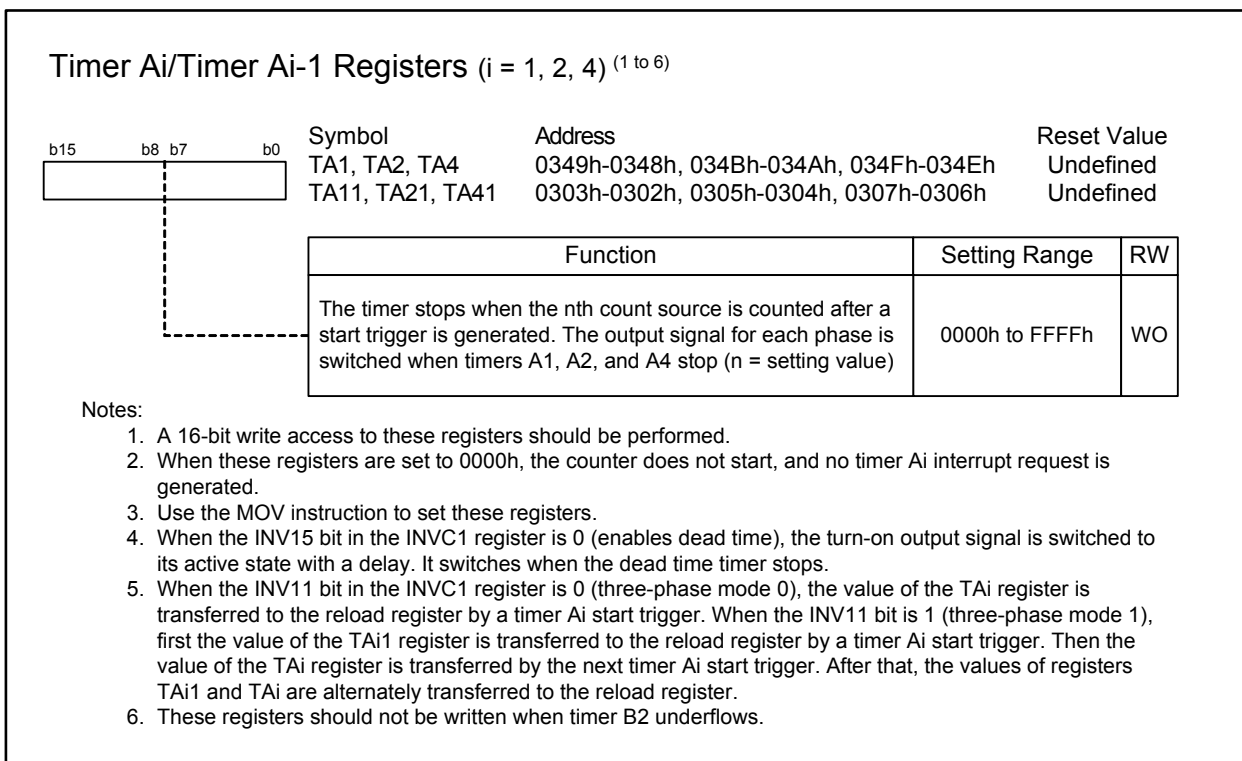 Timer Ai/Timer Ai-1 Registers (i = 1, 2, 4) (1 to 6)
b15 b8 b7 b0
Symbol Address Reset Value
TA1, TA2, TA4 0349h-0348h, 034Bh-034Ah, 034Fh-034Eh Undefined
TA11, TA21, TA41 0303h-0302h, 0305h-0304h, 0307h-0306h Undefined
Function Setting Range RW
The timer stops when the nth count source is counted after a
start trigger is generated. The output signal for each phase is
switched when timers A1, A2, and A4 stop (n = setting value)
0000h to FFFFh WO
Notes:
1. A 16-bit write access to these registers should be performed.
2. When these registers are set to 0000h, the counter does not start, and no timer Ai interrupt request is
generated.
3. Use the MOV instruction to set these registers.
4. When the INV15 bit in the INVC1 register is 0 (enables dead time), the turn-on output signal is switched to
its active state with a delay. It switches when the dead time timer stops.
5. When the INV11 bit in the INVC1 register is 0 (three-phase mode 0), the value of the TAi register is
transferred to the reload register by a timer Ai start trigger. When the INV11 bit is 1 (three-phase mode 1),
first the value of the TAi1 register is transferred to the reload register by a timer Ai start trigger. Then the
value of the TAi register is transferred by the next timer Ai start trigger. After that, the values of registers
TAi1 and TAi are alternately transferred to the reload register.
6. These registers should not be written when timer B2 underflows.